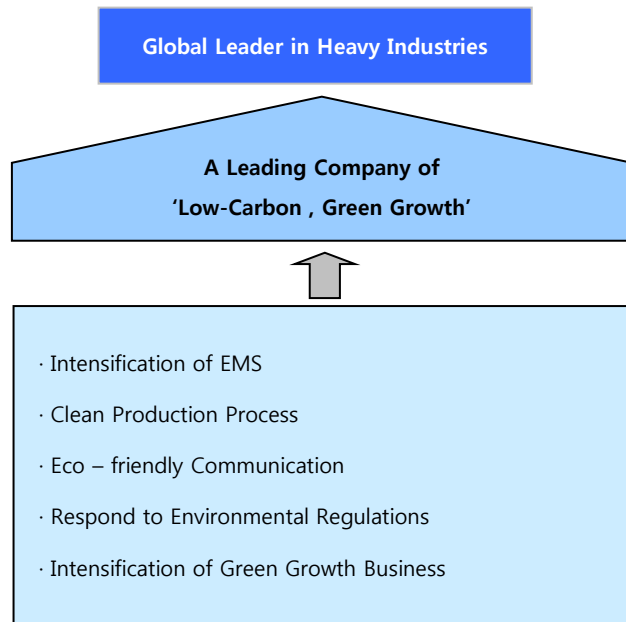 Global Leader in Heavy Industries
A Leading Company of
‘Low-Carbon , Green Growth’
· Intensification of EMS
· Clean Production Process
· Eco – friendly Communication
· Respond to Environmental Regulations
· Intensification of Green Growth Business